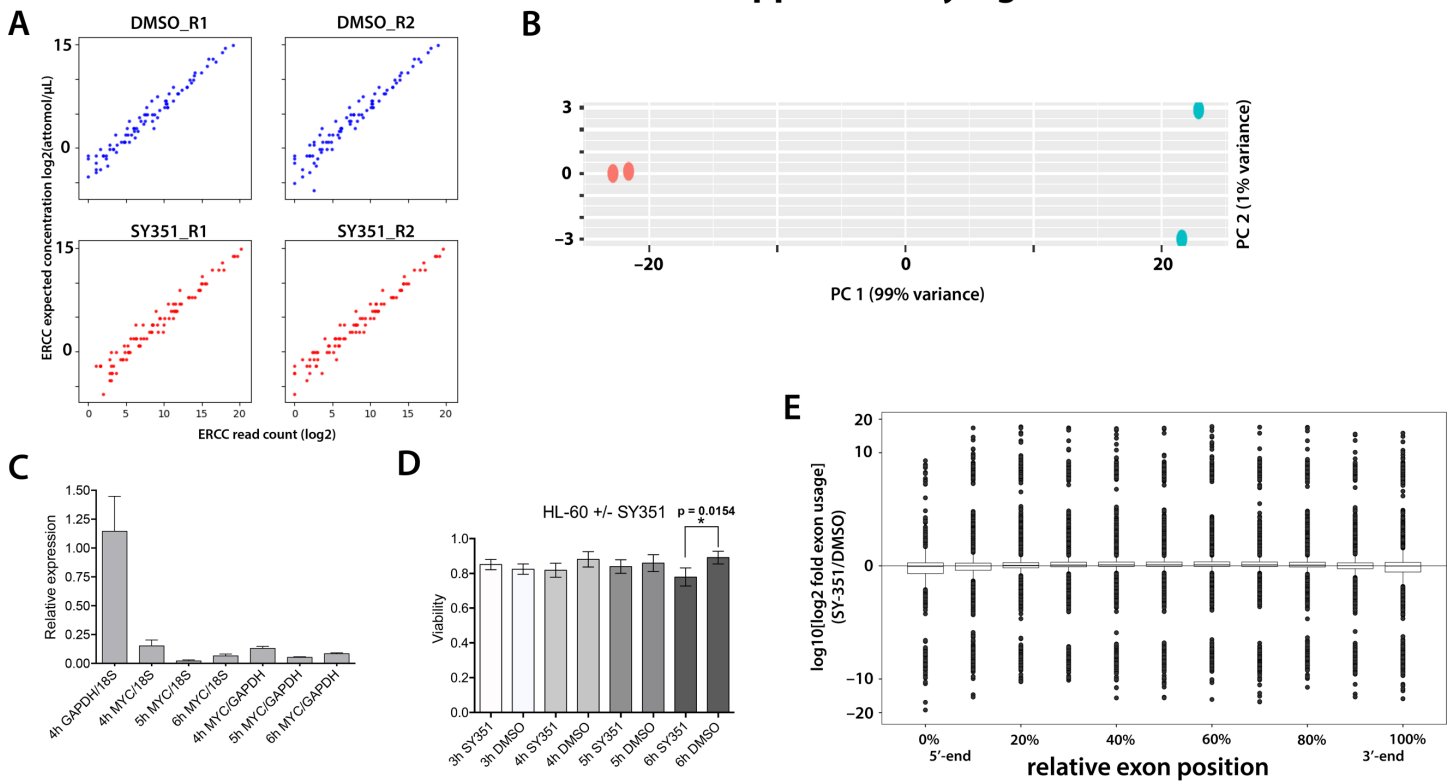 A
DMSO_R1
DMSO_R2
ERCC expected concentration log2(attomol/μL)
15
0
SY351_R1
SY351_R2
15
0
0 5 10 15 20
0 5 10 15 20
ERCC read count (log2)
B
3
0
−3
−20 0 20
PC 1 (99% variance)
PC 2 (1% variance)
C
Relative expression
1.50
1.25
1.00
0.75
0.50
0.25
0.00
4h GAPDH/18S
4h MYC/18S
5h MYC/18S
6h MYC/18S
4h MYC/GAPDH
5h MYC/GAPDH
6h MYC/GAPDH
D
HL-60 +/- SY351
p = 0.0154
*
Viability
1.0
0.8
0.6
0.4
0.2
0.0
3h SY351
3h DMSO
4h SY351
4h DMSO
5h SY351
5h DMSO
6h SY351
6h DMSO
E
log10[log2 fold exon usage]
(SY-351/DMSO)
20
10
0
−10
−20
0% 20% 40% 60% 80% 100%
5′-end 3′-end
relative exon position